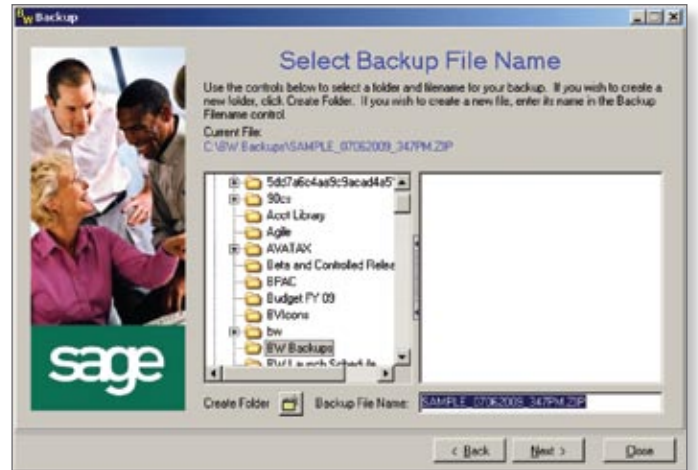 BW Backup
Select Backup File Name
Use the controls below to select a folder and filename for your backup. If you wish to create a
new folder, click Create Folder. If you wish to create a new file, enter its name in the Backup
Filename control.
Current File:
C:\BW Backups\SAMPLE_07062009_347PM.ZIP
5dd7a6c4aa9c9acad4a5
90cs
Acct Library
Agile
AVATAX
Beta and Controlled Relea
BPAC
Budget FY 09
BVIcons
bw
BW Backups
BW Launch Schedule
sage
Create Folder
Backup File Name:
SAMPLE_07062009_347PM.ZIP
< Back
Next >
Close